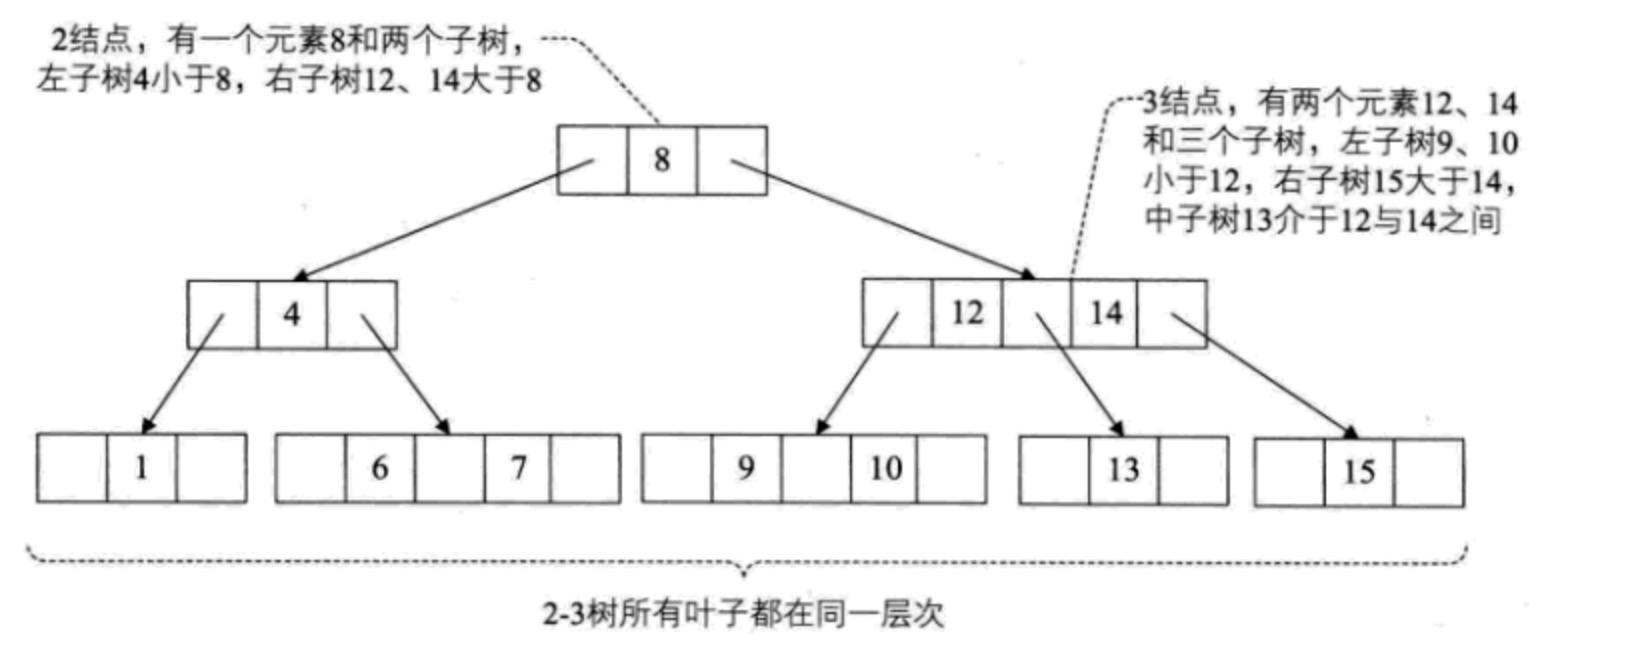 2结点，有一个元素8和两个子树，
左子树4小于8，右子树12、14大于8
3结点，有两个元素12、14
和三个子树，左子树9、10
小于12，右子树15大于14，
中子树13介于12与14之间
8
4
12 14
1
6 7
9 10
13
15
2-3树所有叶子都在同一层次